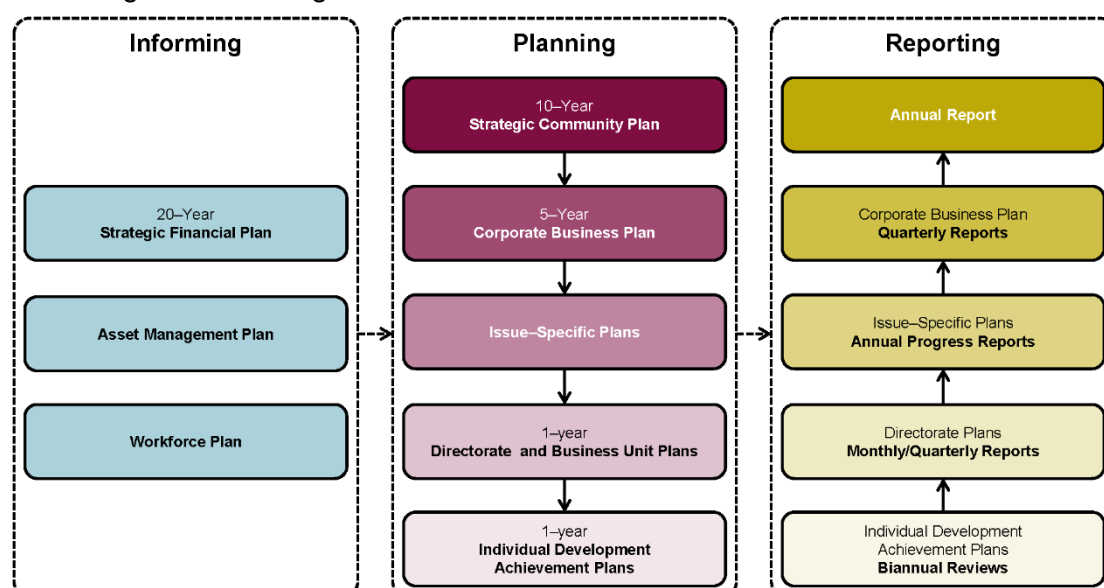 Informing
20–Year
Strategic Financial Plan
Asset Management Plan
Workforce Plan
Planning
10–Year
Strategic Community Plan
5–Year
Corporate Business Plan
Issue–Specific Plans
1–year
Directorate and Business Unit Plans
1–year
Individual Development
Achievement Plans
Reporting
Annual Report
Corporate Business Plan
Quarterly Reports
Issue–Specific Plans
Annual Progress Reports
Directorate Plans
Monthly/Quarterly Reports
Individual Development
Achievement Plans
Biannual Reviews